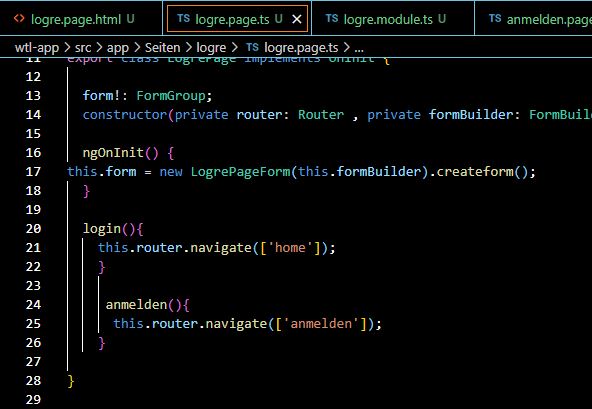 <> logre.page.html U TS logre.page.ts U × TS logre.module.ts U TS anmelden.page
wtl-app > src > app > Seiten > logre > TS logre.page.ts > ...
11 export class LogrePage implements OnInit {
12
13 form!: FormGroup;
14 constructor(private router: Router , private formBuilder: FormBuil
15
16 ngOnInit() {
17 this.form = new LogrePageForm(this.formBuilder).createform();
18 }
19
20 login(){
21 this.router.navigate(['home']);
22 }
23
24 anmelden(){
25 this.router.navigate(['anmelden']);
26 }
27
28 }
29